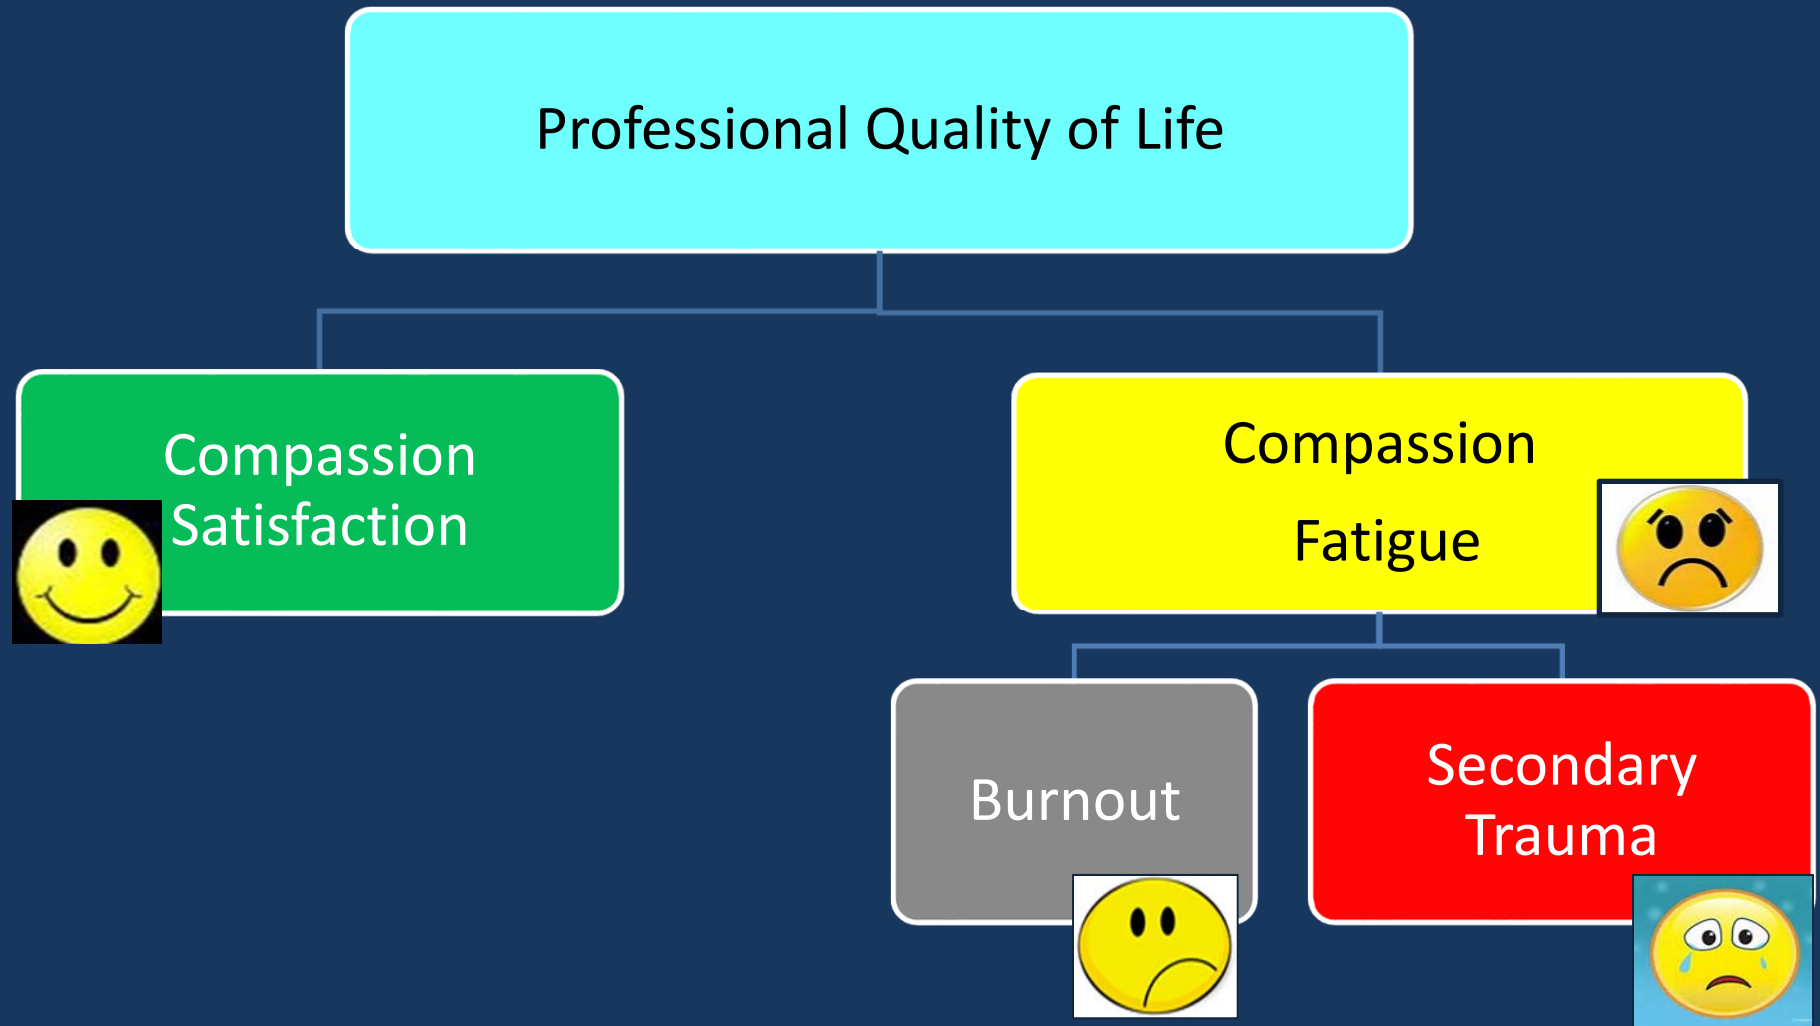 Professional Quality of Life
Compassion
Satisfaction
Compassion
Fatigue
Burnout
Secondary
Trauma